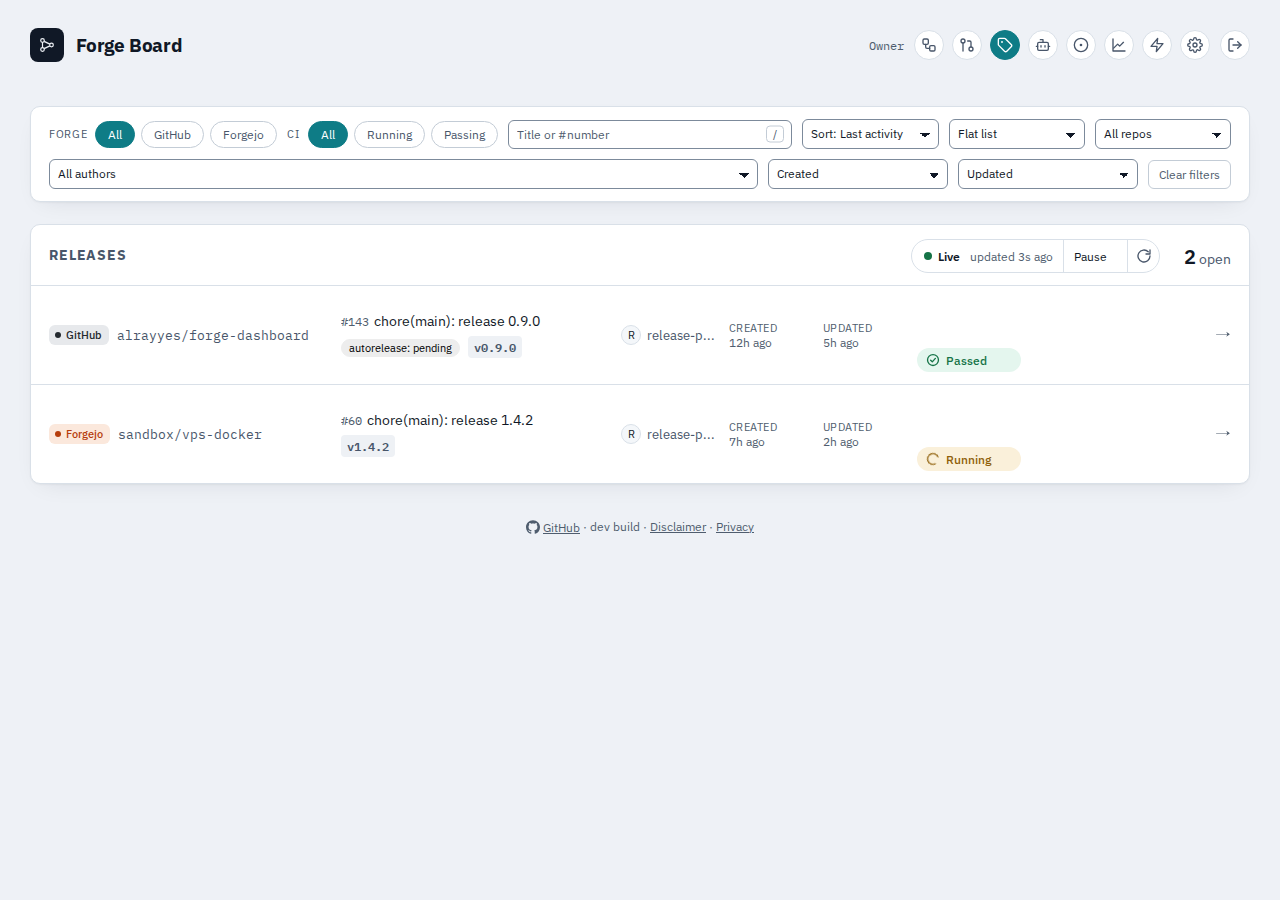 Forge Board
Owner
FORGE All GitHub Forgejo CI All Running Passing Title or #number / Sort: Last activity Flat list All repos
All authors Created Updated Clear filters
RELEASES Live updated 3s ago Pause 2 open
GitHub alrayyes/forge-dashboard #143 chore(main): release 0.9.0
autorelease: pending v0.9.0
R release-p... CREATED UPDATED
12h ago 5h ago
Passed
→
Forgejo sandbox/vps-docker #60 chore(main): release 1.4.2
v1.4.2
R release-p... CREATED UPDATED
7h ago 2h ago
Running
→
GitHub · dev build · Disclaimer · Privacy